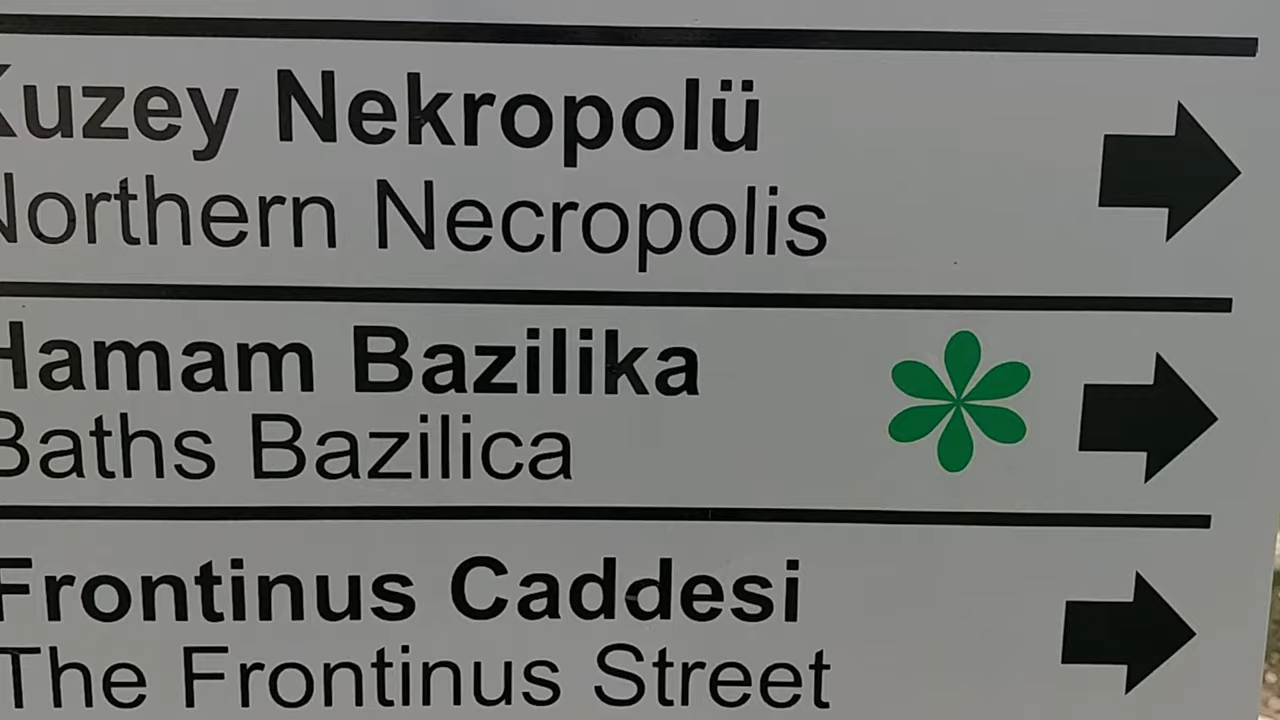 Kuzey Nekropolü
Northern Necropolis
Hamam Bazilika
Baths Bazilica
Frontinus Caddesi
The Frontinus Street